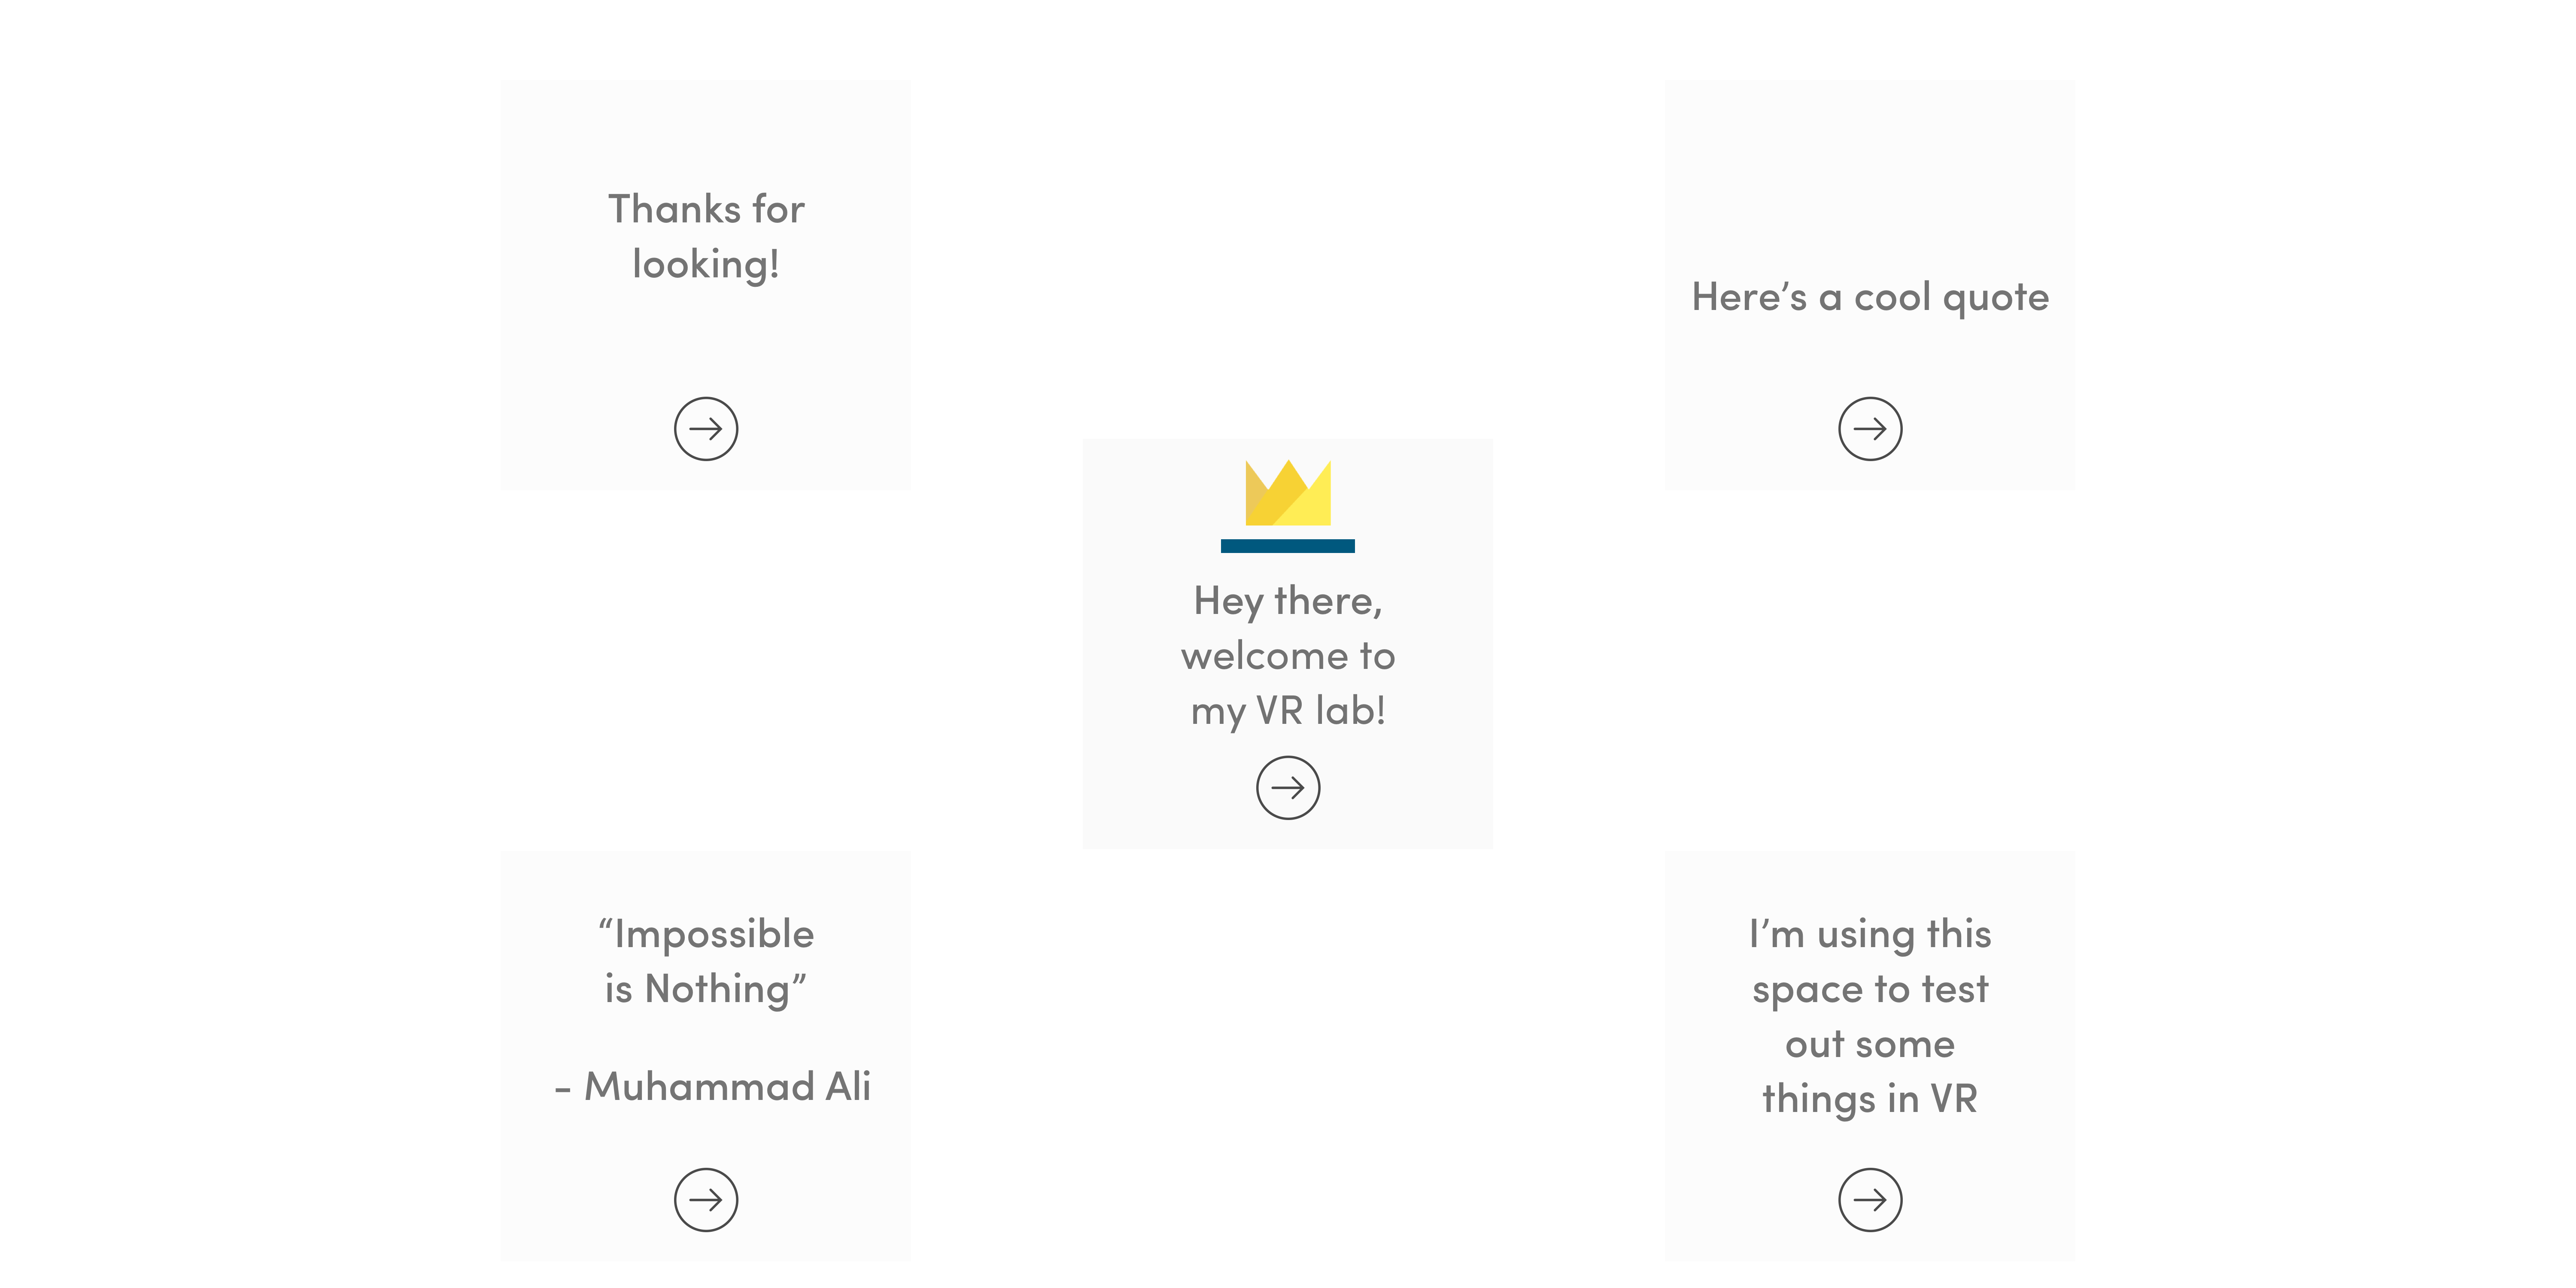 Thanks for
looking!
Here’s a cool quote
Hey there,
welcome to
my VR lab!
“Impossible
is Nothing”
- Muhammad Ali
I’m using this
space to test
out some
things in VR